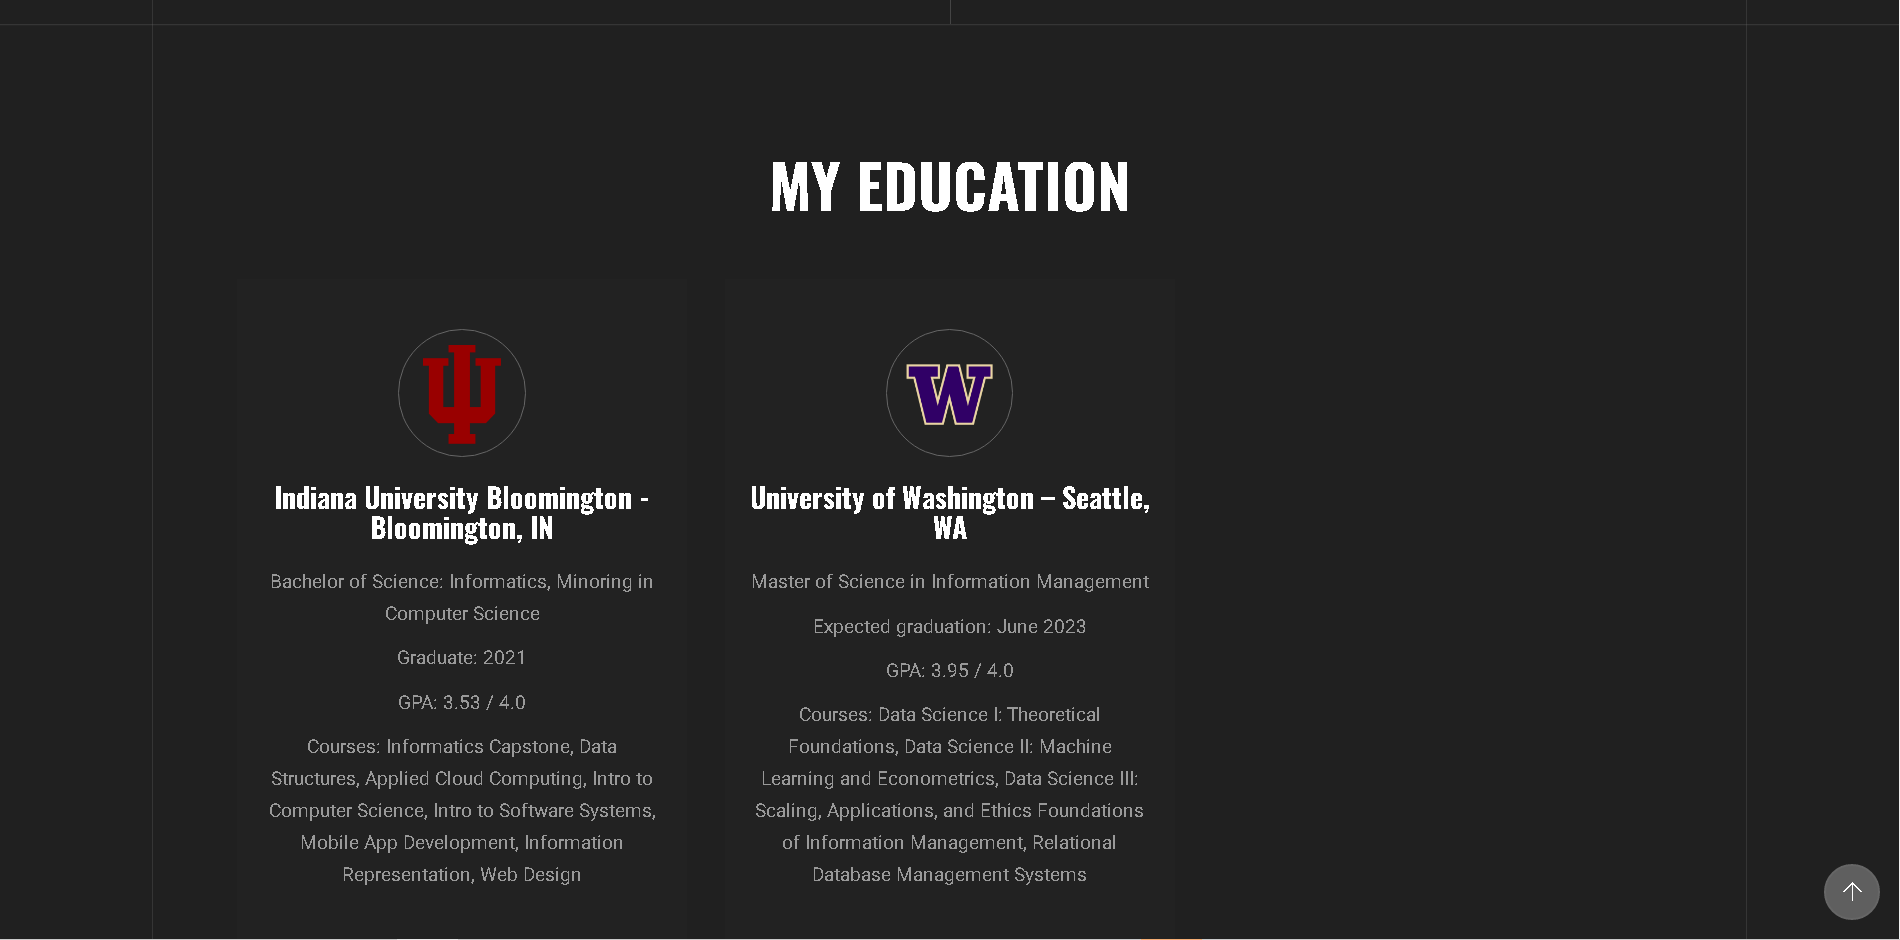 MY EDUCATION
Indiana University Bloomington -
Bloomington, IN
Bachelor of Science: Informatics, Minoring in
Computer Science
Graduate: 2021
GPA: 3.53 / 4.0
Courses: Informatics Capstone, Data
Structures, Applied Cloud Computing, Intro to
Computer Science, Intro to Software Systems,
Mobile App Development, Information
Representation, Web Design
W
University of Washington – Seattle,
WA
Master of Science in Information Management
Expected graduation: June 2023
GPA: 3.95 / 4.0
Courses: Data Science I: Theoretical
Foundations, Data Science II: Machine
Learning and Econometrics, Data Science III:
Scaling, Applications, and Ethics Foundations
of Information Management, Relational
Database Management Systems